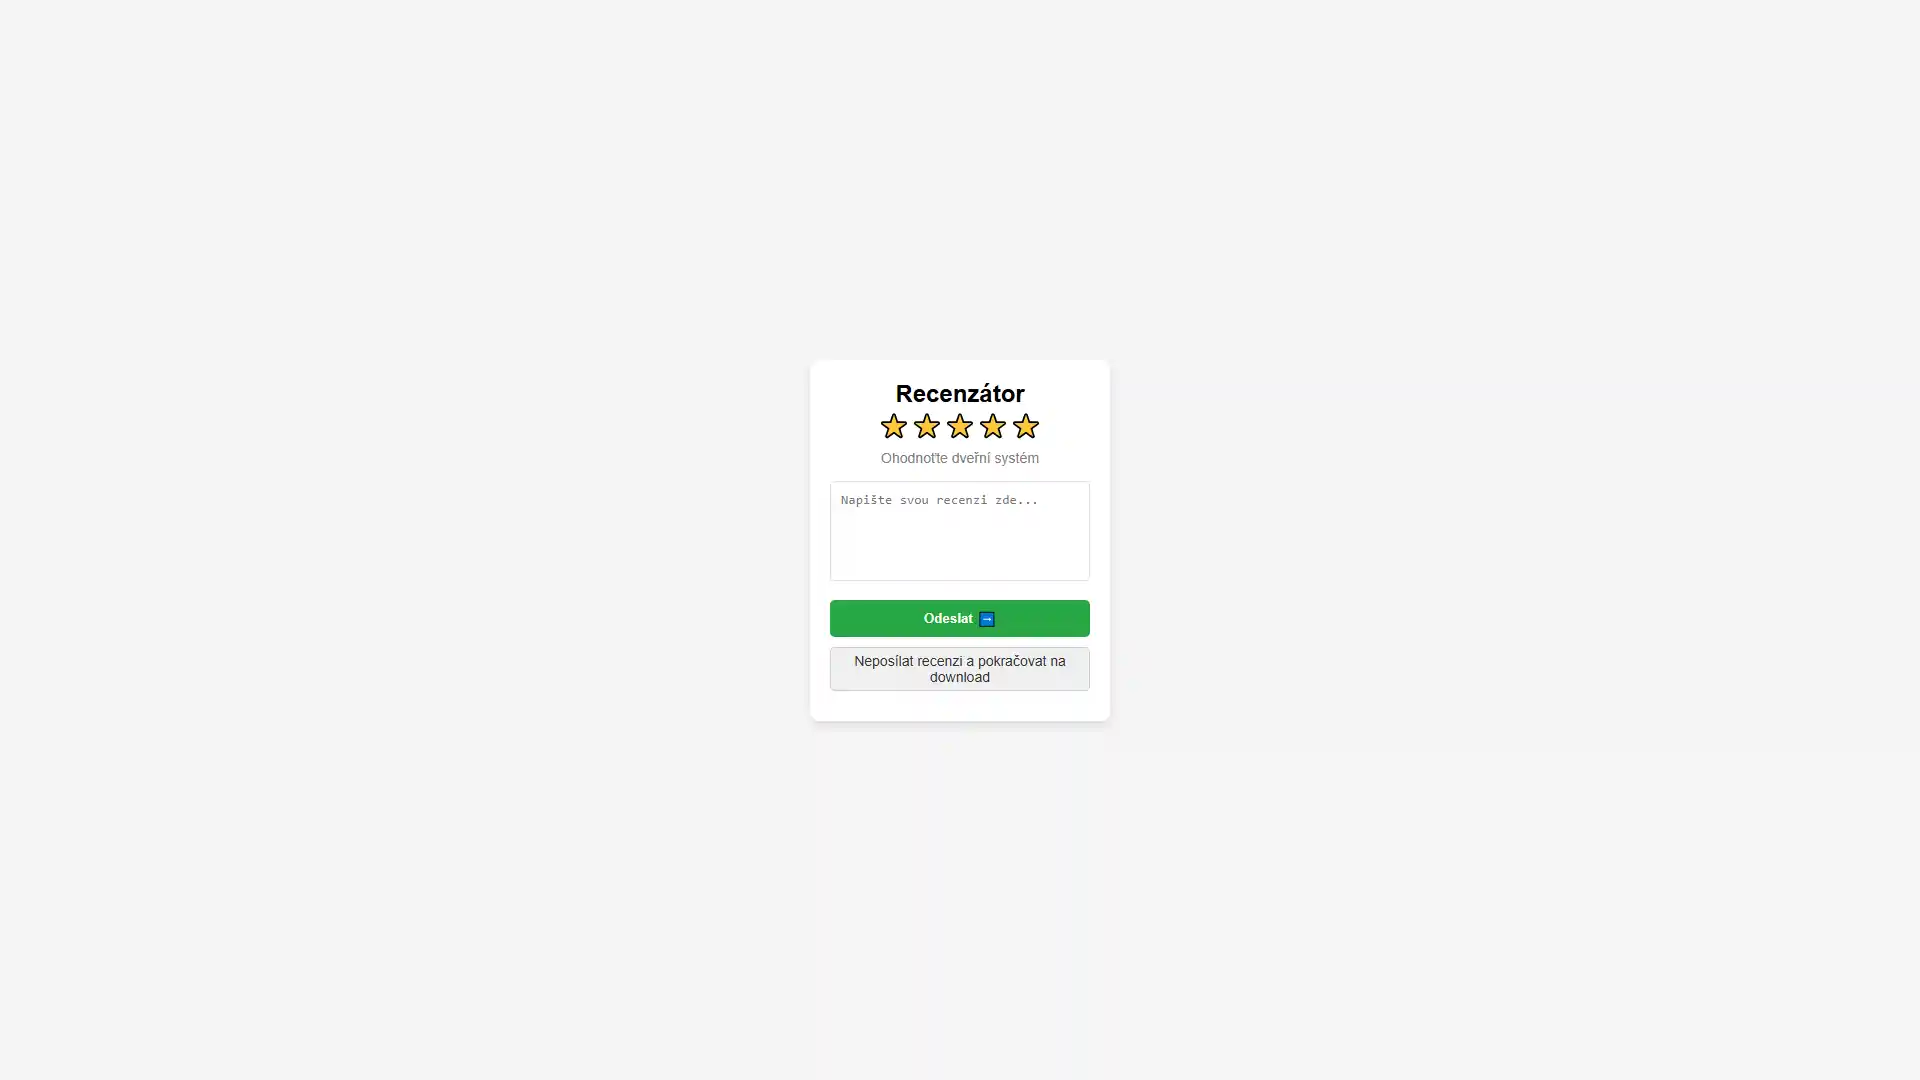 Recenzátor
Ohodnoťte dveřní systém
Napište svou recenzi zde...
Odeslat ➡
Neposílat recenzi a pokračovat na
download